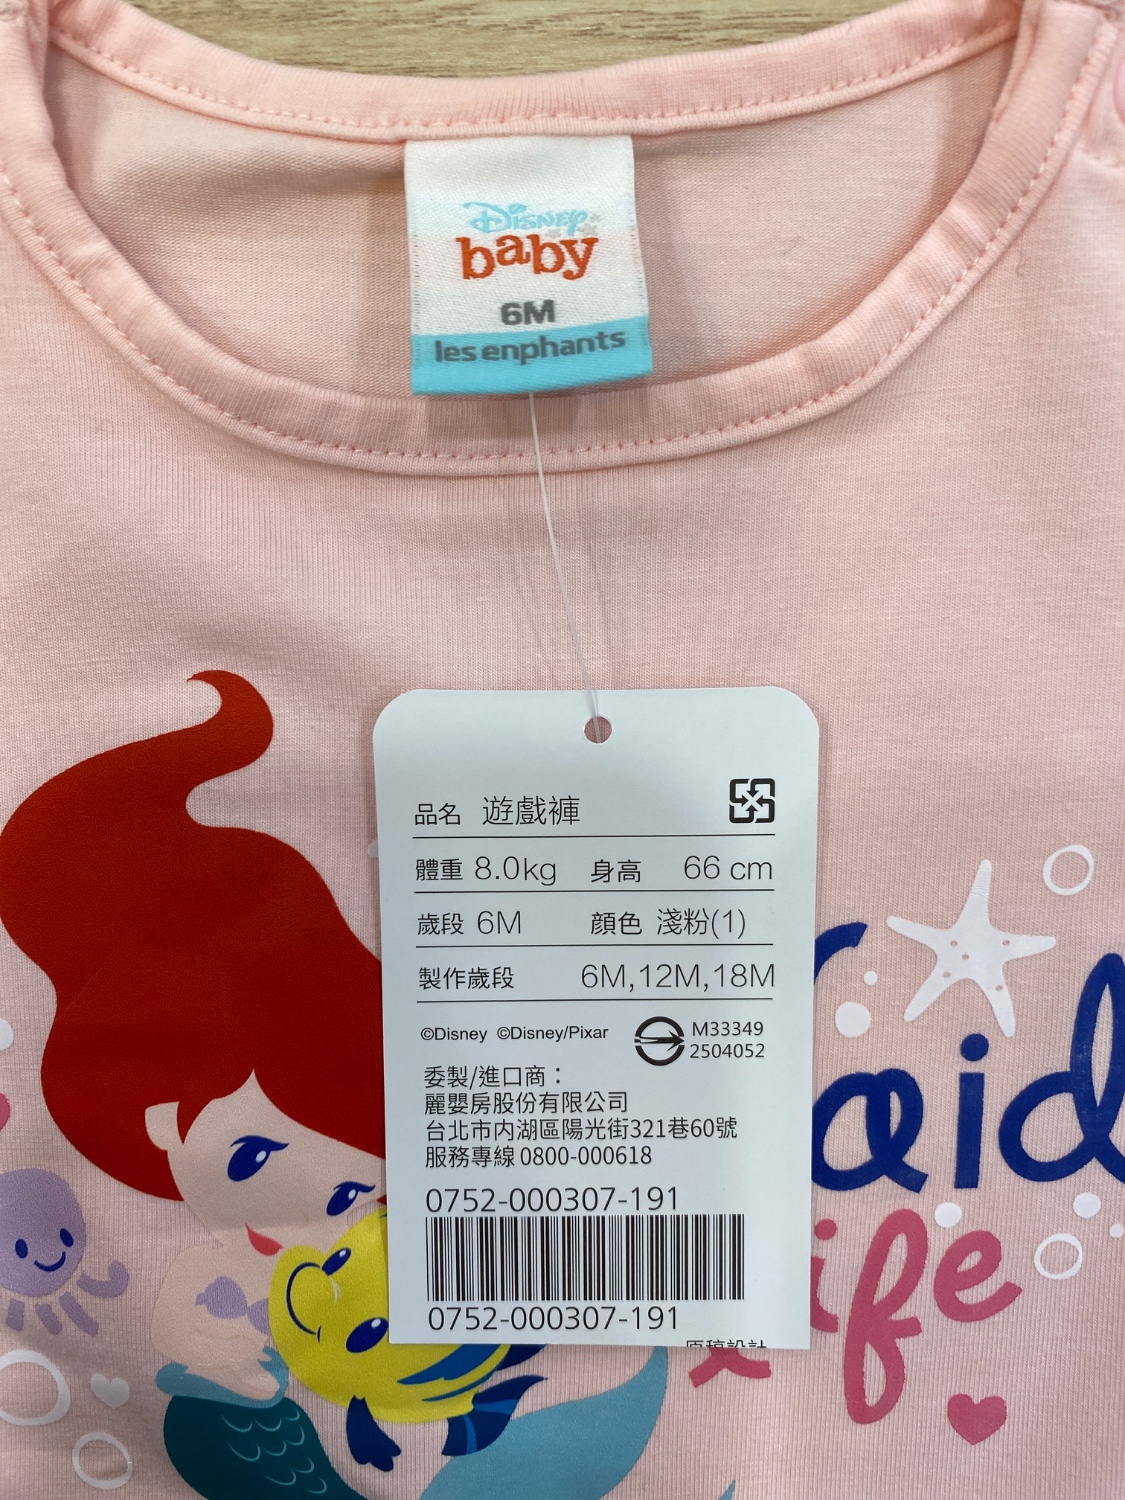 Disney
baby
6M
les enphants
品名 遊戲褲
體重 8.0kg 身高 66 cm
歲段 6M 顏色 淺粉(1)
製作歲段 6M,12M,18M
©Disney ©Disney/Pixar
M33349
2504052
委製/進口商：
麗嬰房股份有限公司
台北市內湖區陽光街321巷60號
服務專線 0800-000618
0752-000307-191
0752-000307-191
aid
ife